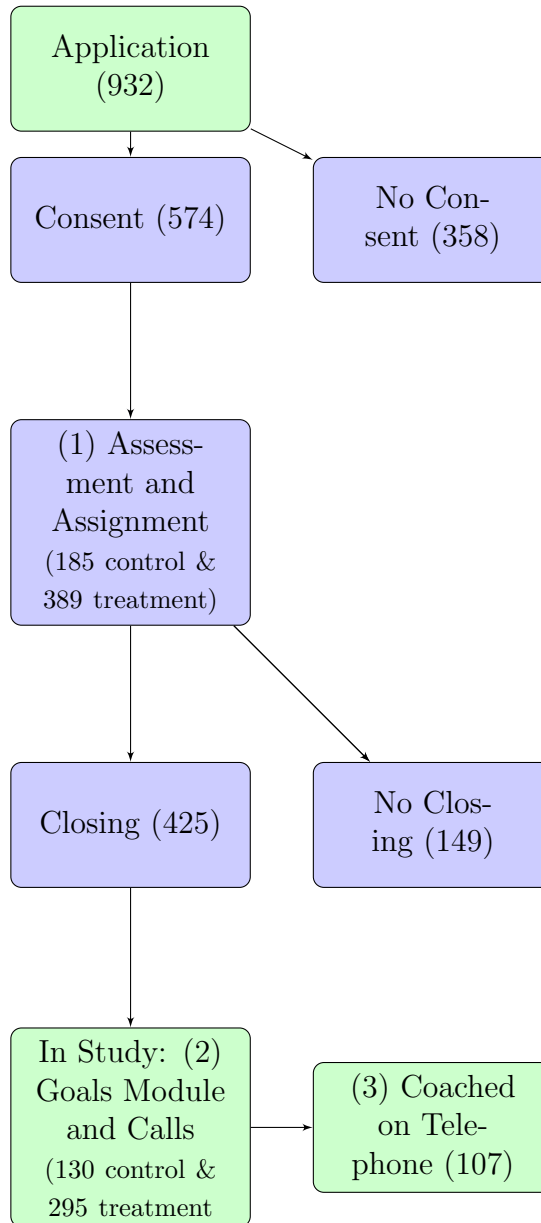 Application
(932)
Consent (574)
No Con-
sent (358)
(1) Assess-
ment and
Assignment
(185 control &
389 treatment)
Closing (425)
No Clos-
ing (149)
In Study: (2)
Goals Module
and Calls
(130 control &
295 treatment
(3) Coached
on Tele-
phone (107)